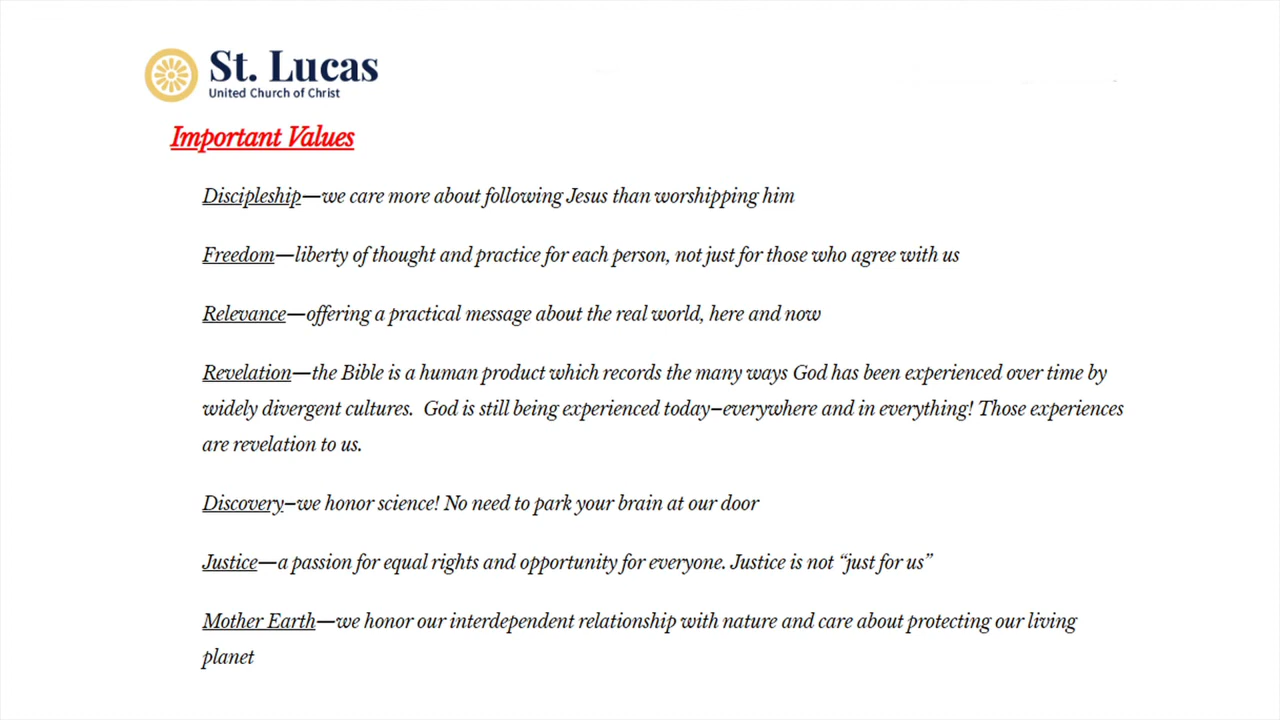 St. Lucas
United Church of Christ
Important Values
Discipleship—we care more about following Jesus than worshipping him
Freedom—liberty of thought and practice for each person, not just for those who agree with us
Relevance—offering a practical message about the real world, here and now
Revelation—the Bible is a human product which records the many ways God has been experienced over time by
widely divergent cultures.  God is still being experienced today–everywhere and in everything! Those experiences
are revelation to us.
Discovery–we honor science! No need to park your brain at our door
Justice—a passion for equal rights and opportunity for everyone. Justice is not “just for us”
Mother Earth—we honor our interdependent relationship with nature and care about protecting our living
planet